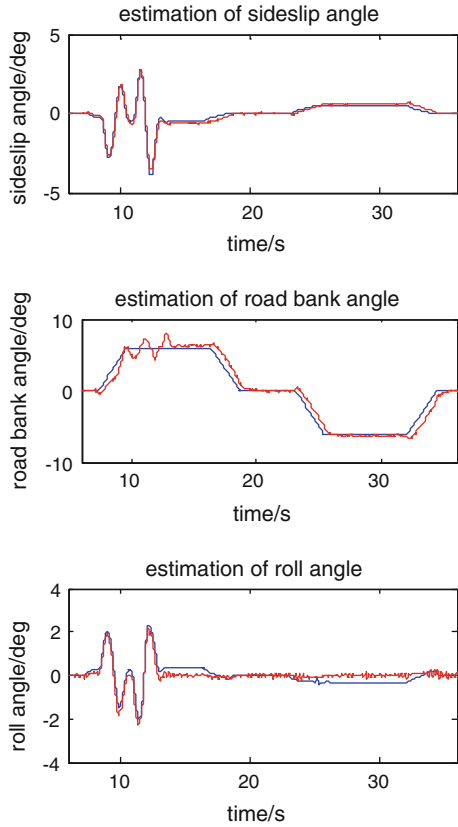 estimation of sideslip angle
sideslip angle/deg
5
0
-5
10
20
30
time/s
estimation of road bank angle
road bank angle/deg
10
0
-10
10
20
30
time/s
estimation of roll angle
roll angle/deg
4
2
0
-2
-4
10
20
30
time/s